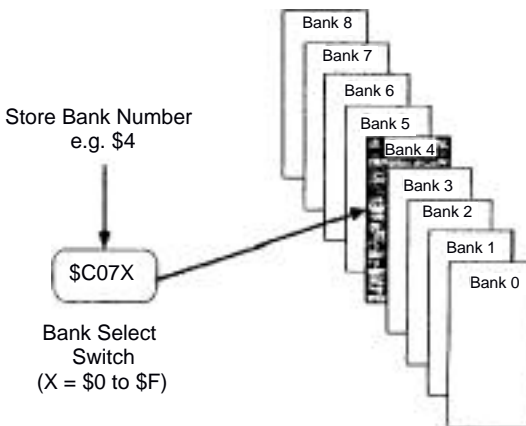 Bank 8
Bank 7
Bank 6
Bank 5
Bank 4
Bank 3
Bank 2
Bank 1
Bank 0
Store Bank Number
e.g. $4
$C07X
Bank Select
Switch
(X = $0 to $F)